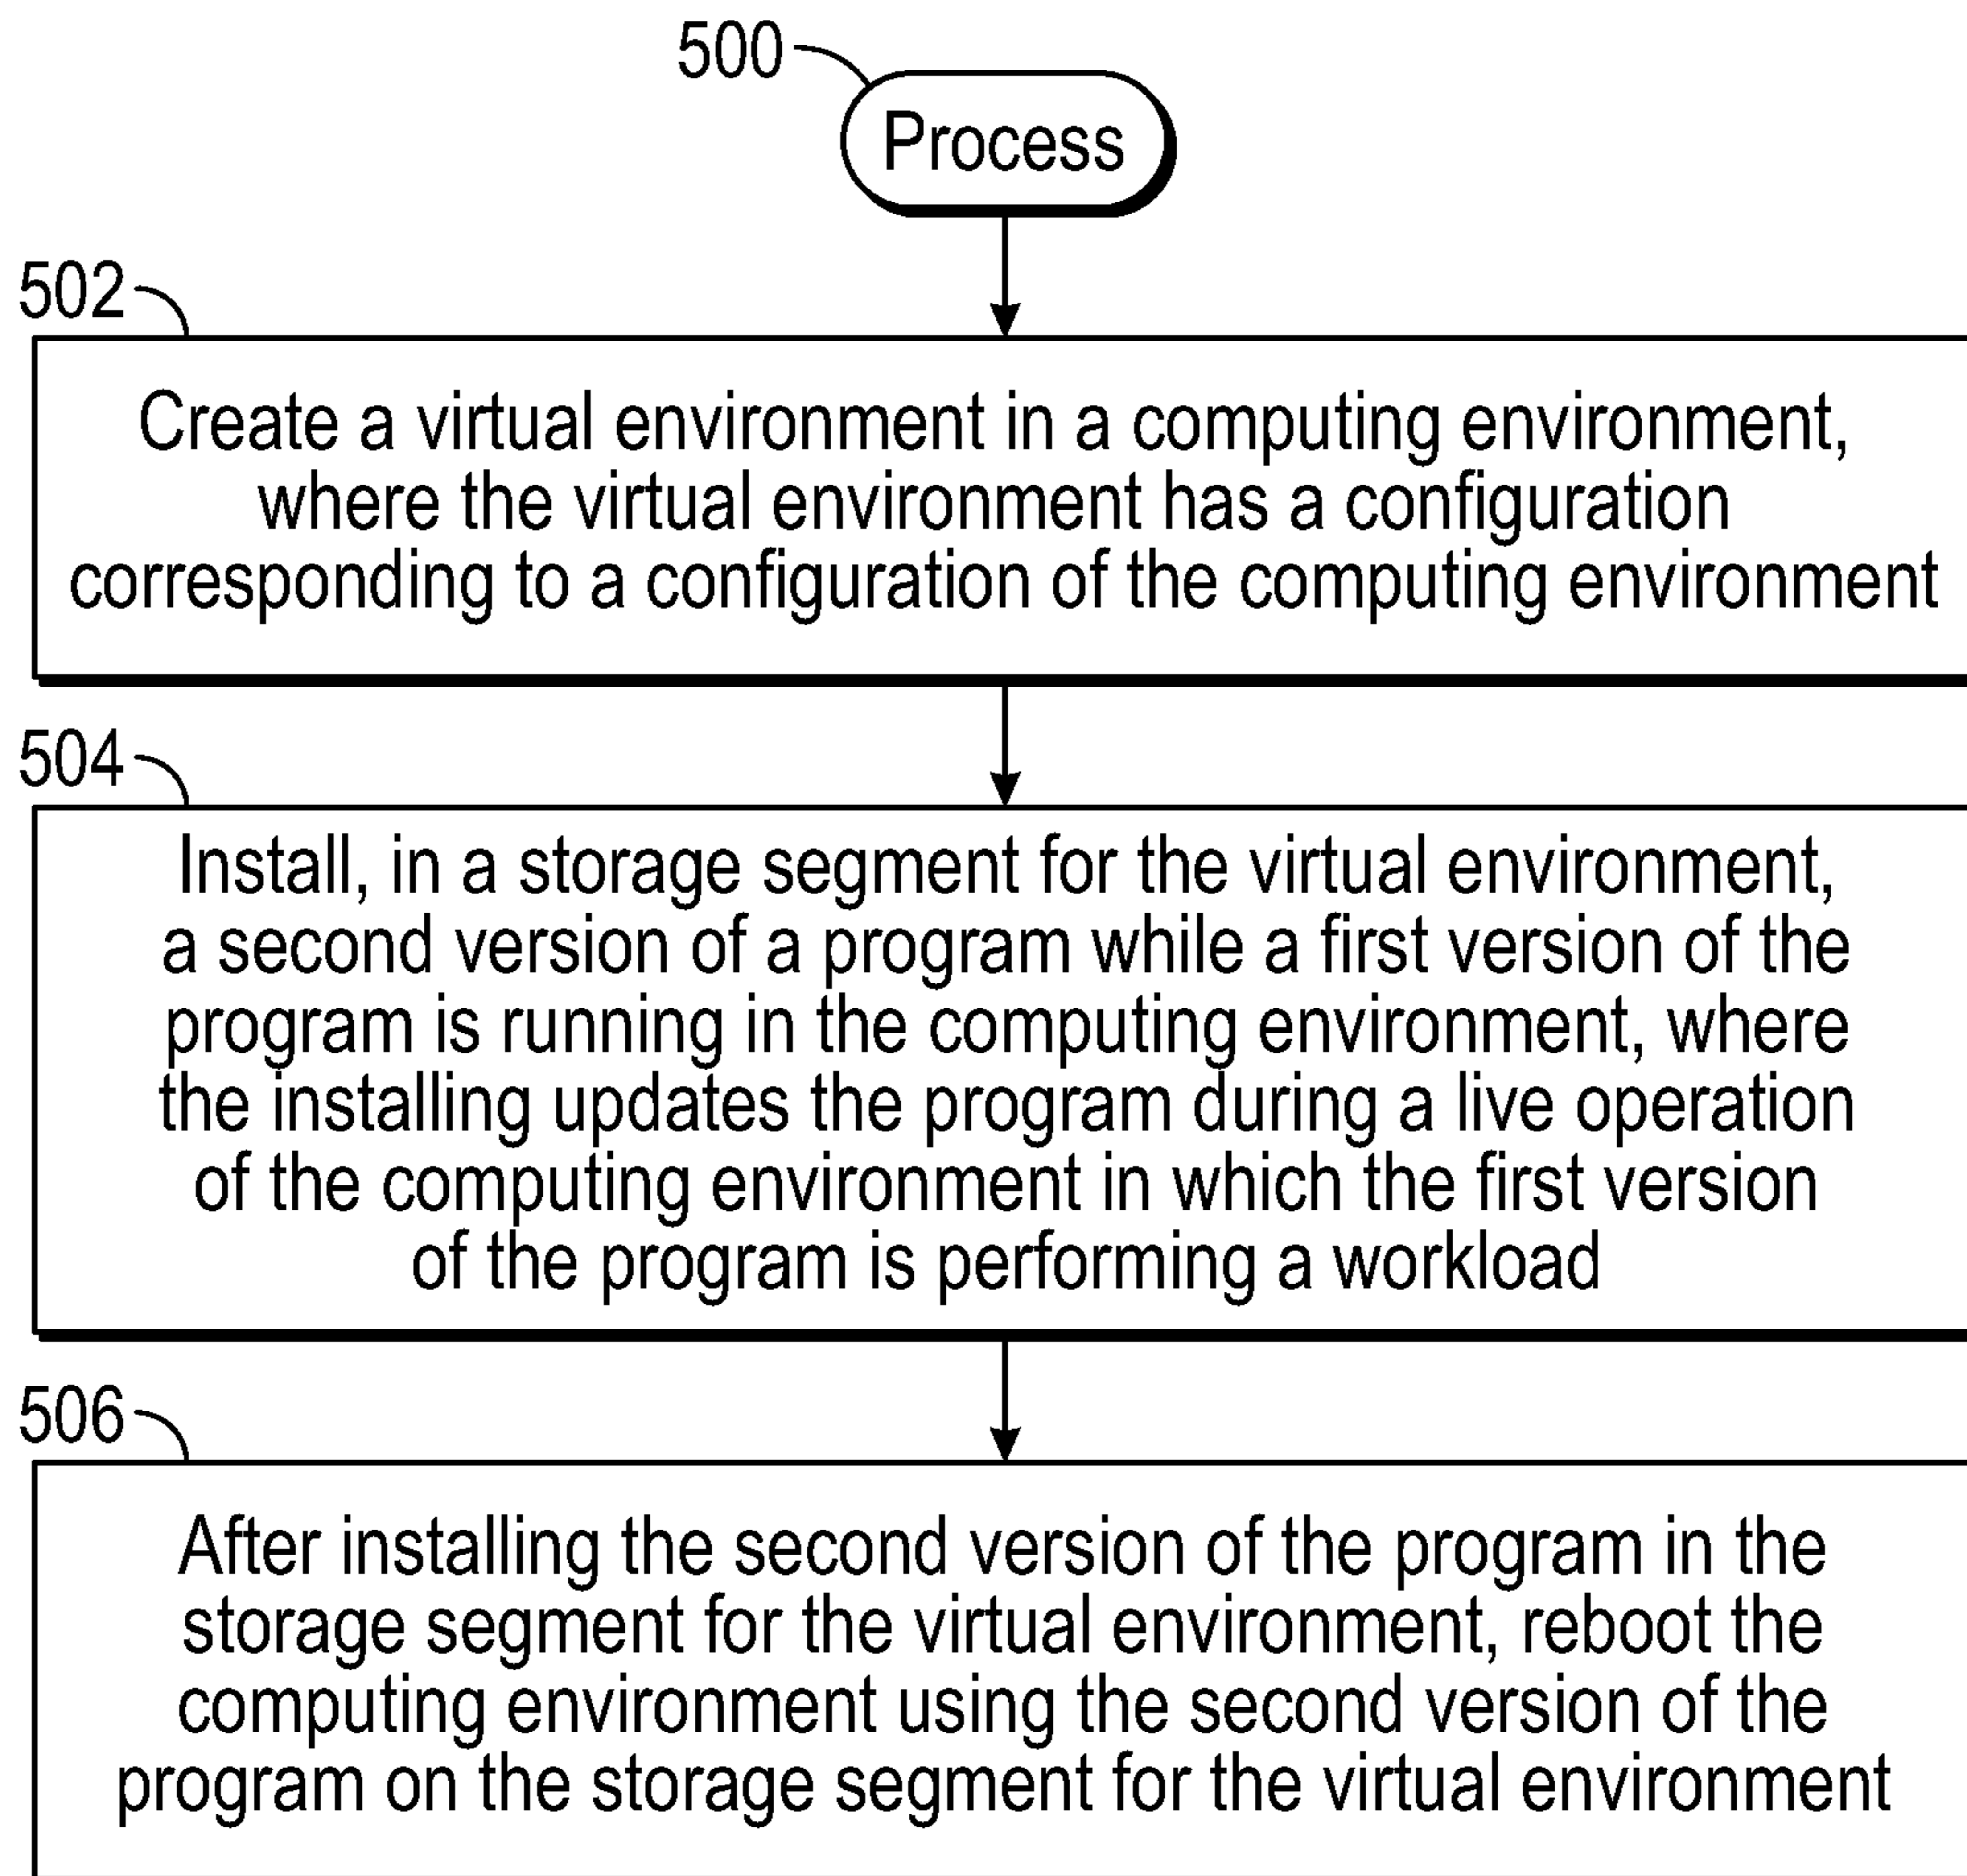 500
Process
502
Create a virtual environment in a computing environment,
where the virtual environment has a configuration
corresponding to a configuration of the computing environment
504
Install, in a storage segment for the virtual environment,
a second version of a program while a first version of the
program is running in the computing environment, where
the installing updates the program during a live operation
of the computing environment in which the first version
of the program is performing a workload
506
After installing the second version of the program in the
storage segment for the virtual environment, reboot the
computing environment using the second version of the
program on the storage segment for the virtual environment